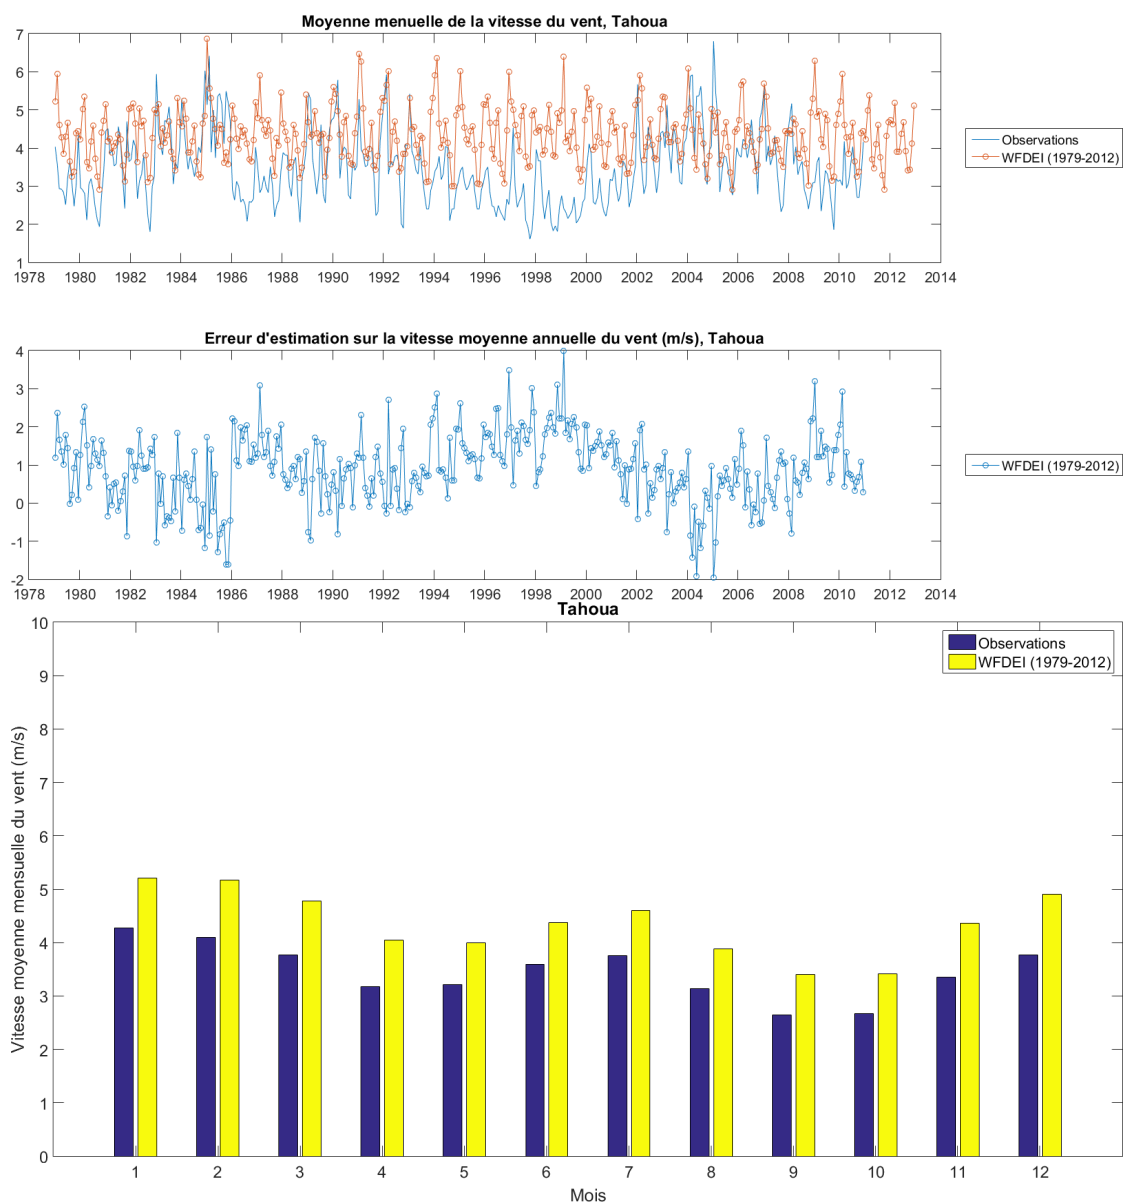 Moyenne menuelle de la vitesse du vent, Tahoua
7
6
5
4
3
2
1
1978 1980 1982 1984 1986 1988 1990 1992 1994 1996 1998 2000 2002 2004 2006 2008 2010 2012 2014
Observations
WFDEI (1979-2012)
Erreur d'estimation sur la vitesse moyenne annuelle du vent (m/s), Tahoua
4
3
2
1
0
-1
-2
1978 1980 1982 1984 1986 1988 1990 1992 1994 1996 1998 2000 2002 2004 2006 2008 2010 2012 2014
WFDEI (1979-2012)
Tahoua
10
9
8
7
6
5
4
3
2
1
0
Vitesse moyenne mensuelle du vent (m/s)
Observations
WFDEI (1979-2012)
1 2 3 4 5 6 7 8 9 10 11 12
Mois